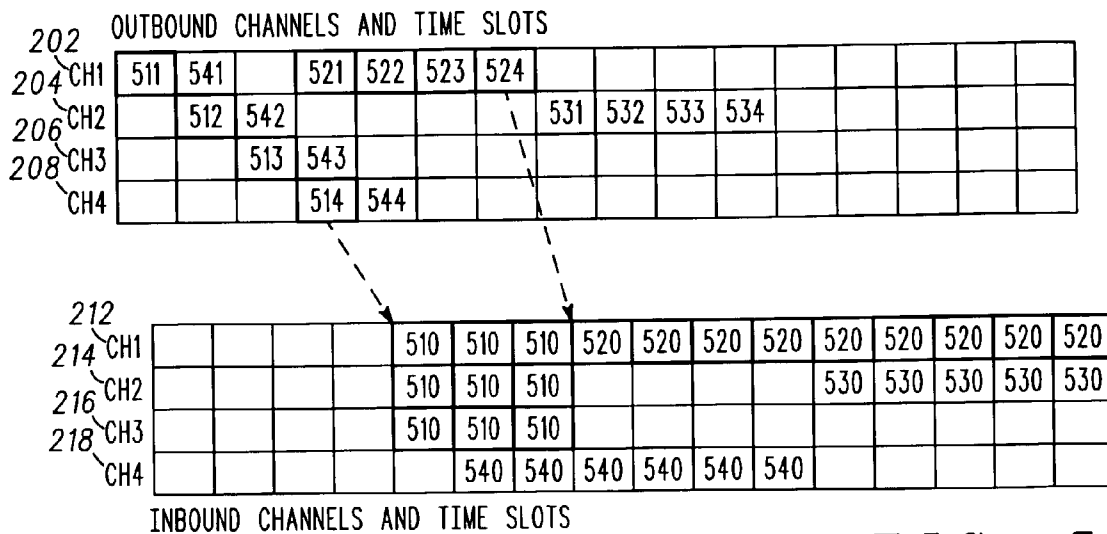 OUTBOUND CHANNELS AND TIME SLOTS
202
CH1 511 541 521 522 523 524
204
CH2 512 542 531 532 533 534
206
CH3 513 543
208
CH4 514 544
212
CH1 510 510 510 520 520 520 520 520 520 520 520 520
214
CH2 510 510 510 530 530 530 530 530
216
CH3 510 510 510
218
CH4 540 540 540 540 540 540
INBOUND CHANNELS AND TIME SLOTS